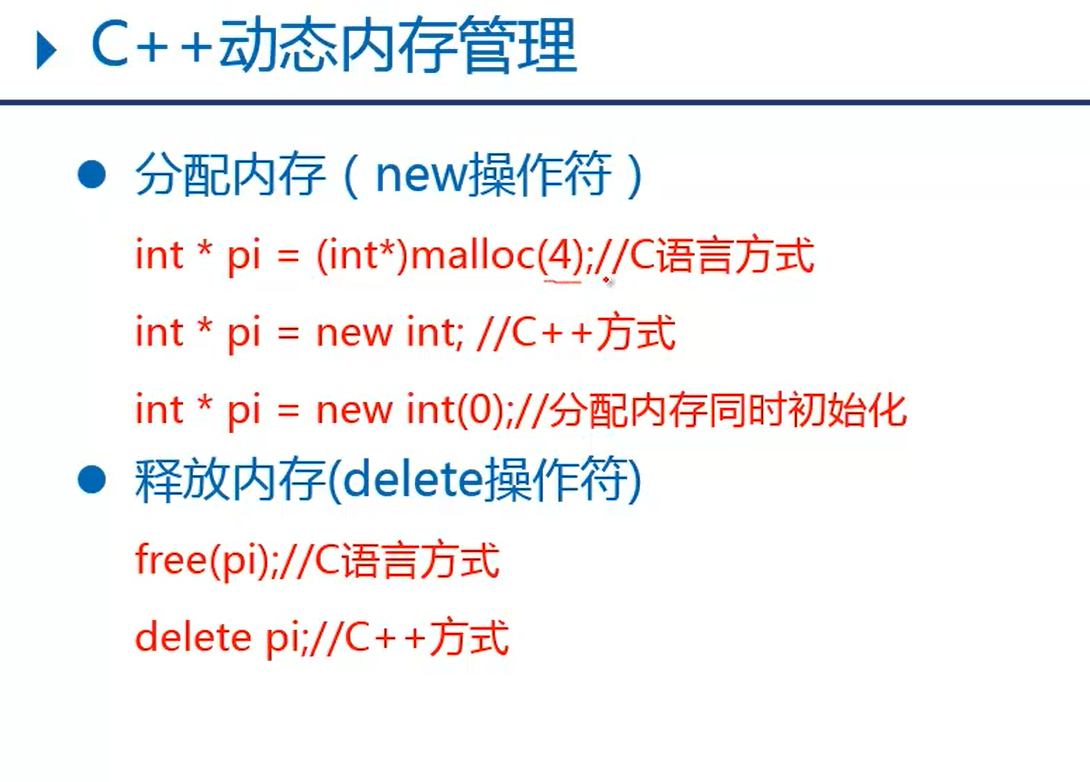 C++动态内存管理
分配内存（new操作符）
int * pi = (int*)malloc(4);//C语言方式
int * pi = new int; //C++方式
int * pi = new int(0);//分配内存同时初始化
释放内存(delete操作符)
free(pi);//C语言方式
delete pi;//C++方式